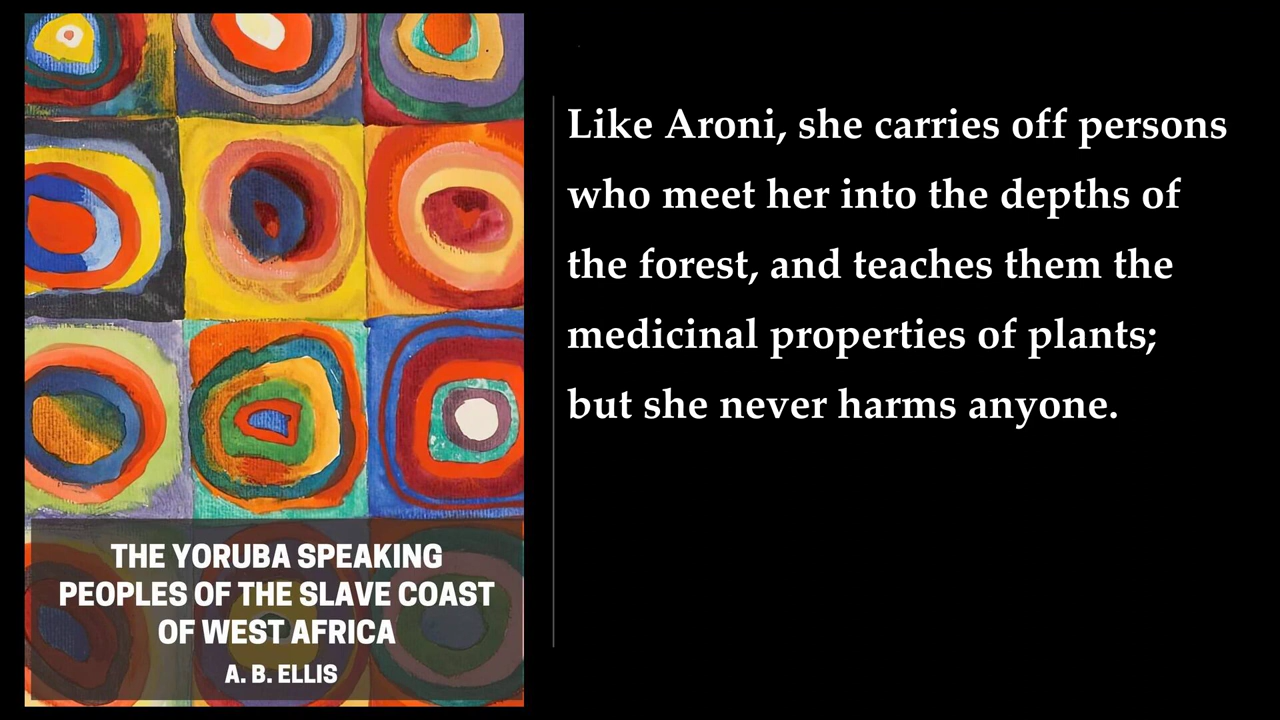 Like Aroni, she carries off persons
who meet her into the depths of
the forest, and teaches them the
medicinal properties of plants;
but she never harms anyone.
THE YORUBA SPEAKING
PEOPLES OF THE SLAVE COAST
OF WEST AFRICA
A. B. ELLIS